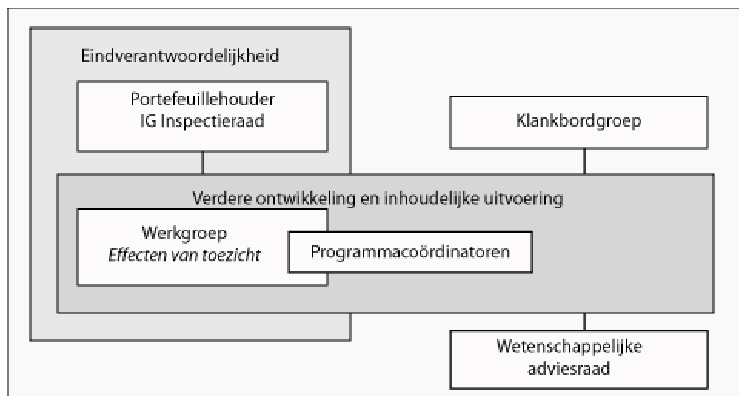 Eindverantwoordelijkheid
Portefeuillehouder
IG Inspectieraad
Klankbordgroep
Verdere ontwikkeling en inhoudelijke uitvoering
Werkgroep
Effecten van toezicht
Programmacoördinatoren
Wetenschappelijke
adviesraad